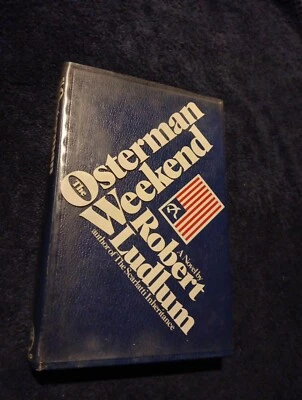 The
Osterman
Weekend
A Novel by
Robert
Ludlum
author of The Scarlatti Inheritance